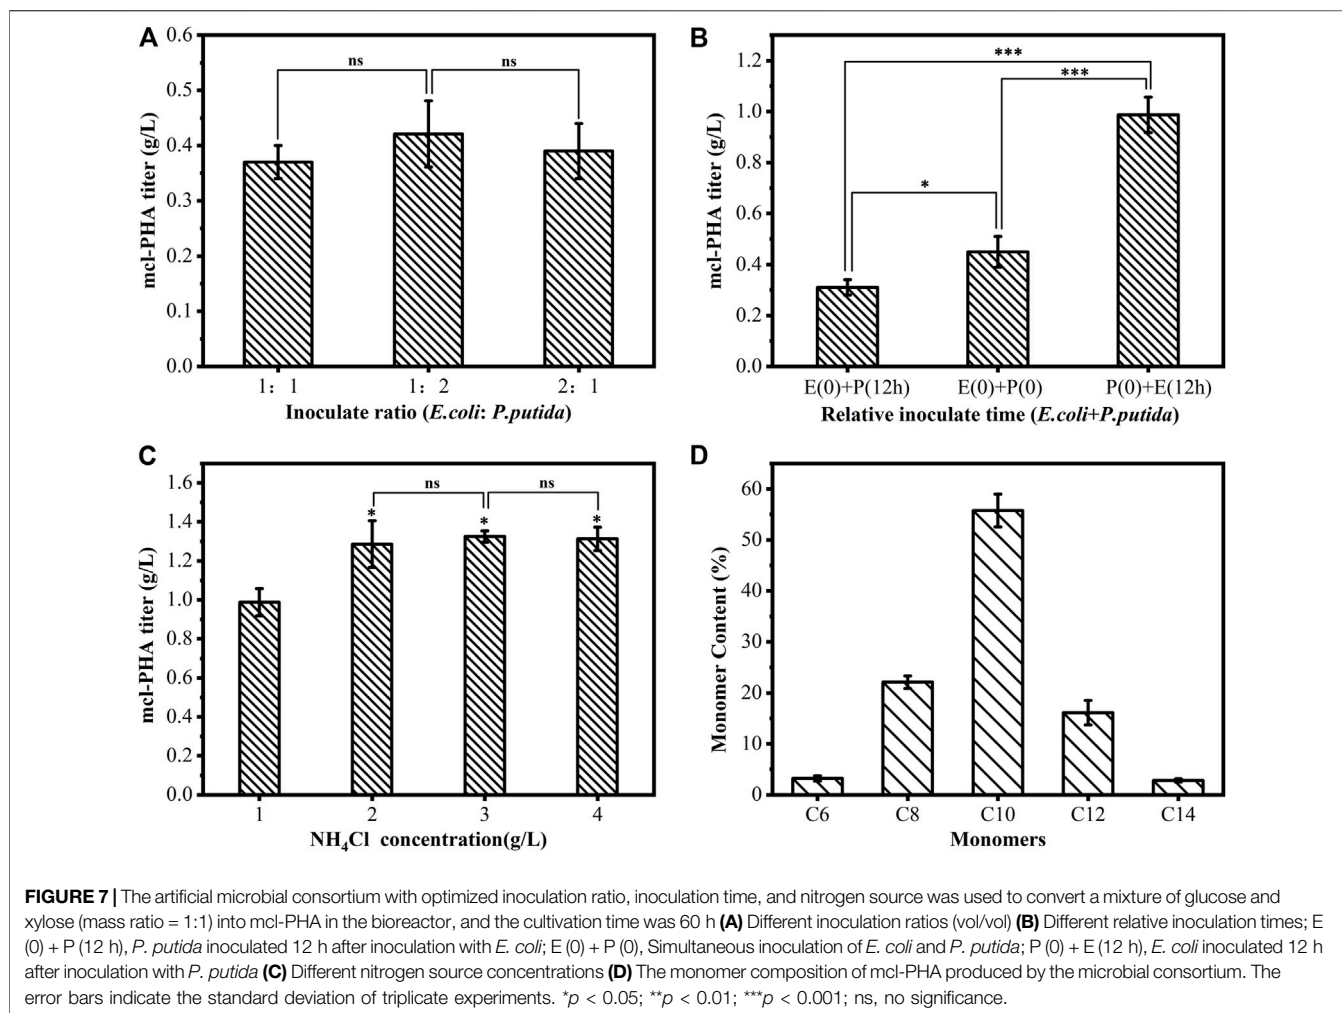 A
mcl-PHA titer (g/L)
0.6
0.5
0.4
0.3
0.2
0.1
0.0
ns
ns
1: 1
1: 2
2: 1
Inoculate ratio (E.coli: P.putida)
B
mcl-PHA titer (g/L)
1.2
1.0
0.8
0.6
0.4
0.2
0.0
***
***
*
E(0)+P(12h)
E(0)+P(0)
P(0)+E(12h)
Relative inoculate time (E.coli+P.putida)
C
mcl-PHA titer (g/L)
1.6
1.4
1.2
1.0
0.8
0.6
0.4
0.2
0.0
ns
ns
*
*
*
1
2
3
4
NH₄Cl concentration(g/L)
D
Monomer Content (%)
60
50
40
30
20
10
0
C6
C8
C10
C12
C14
Monomers
FIGURE 7 | The artificial microbial consortium with optimized inoculation ratio, inoculation time, and nitrogen source was used to convert a mixture of glucose and
xylose (mass ratio = 1:1) into mcl-PHA in the bioreactor, and the cultivation time was 60 h (A) Different inoculation ratios (vol/vol) (B) Different relative inoculation times; E
(0) + P (12 h), P. putida inoculated 12 h after inoculation with E. coli; E (0) + P (0), Simultaneous inoculation of E. coli and P. putida; P (0) + E (12 h), E. coli inoculated 12 h
after inoculation with P. putida (C) Different nitrogen source concentrations (D) The monomer composition of mcl-PHA produced by the microbial consortium. The
error bars indicate the standard deviation of triplicate experiments. *p < 0.05; **p < 0.01; ***p < 0.001; ns, no significance.